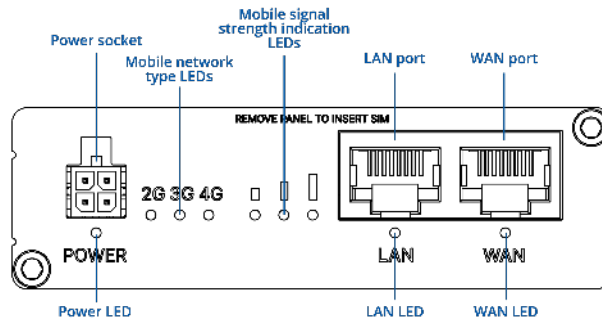 Mobile signal
strength indication
LEDs
Power socket
Mobile network
type LEDs
LAN port
WAN port
REMOVE PANEL TO INSERT SIM
2G 3G 4G
POWER
LAN
WAN
Power LED
LAN LED
WAN LED